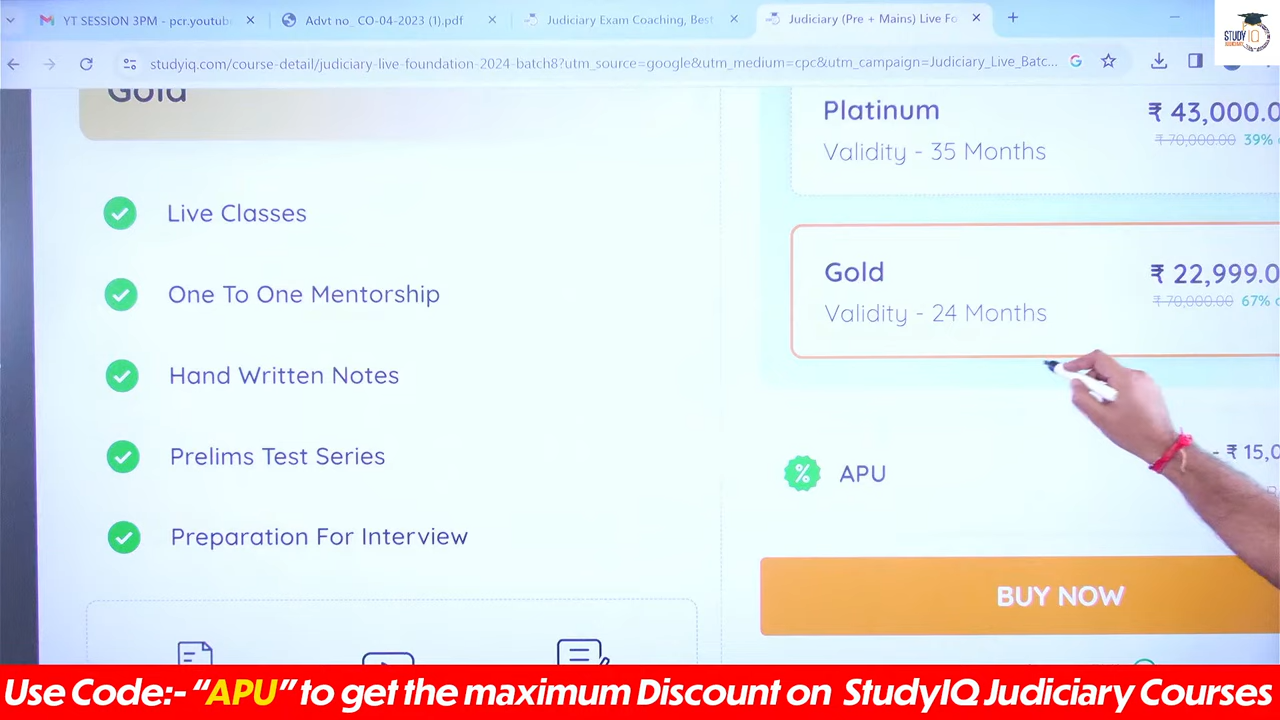 YT SESSION 3PM - pcr.youtub
Advt no_ CO-04-2023 (1).pdf
Judiciary Exam Coaching, Best
Judiciary (Pre + Mains) Live Fo
STUDY IQ
studyiq.com/course-detail/judiciary-live-foundation-2024-batch8?utm_source=google&utm_medium=cpc&utm_campaign=Judiciary_Live_Batc...
Gold
Live Classes
One To One Mentorship
Hand Written Notes
Prelims Test Series
Preparation For Interview
Platinum
₹ 43,000.0
Validity - 35 Months
₹ 70,000.00 39%
Gold
₹ 22,999.0
Validity - 24 Months
₹ 70,000.00 67%
APU
- ₹ 15,0
BUY NOW
Use Code:- “APU” to get the maximum Discount on StudyIQ Judiciary Courses